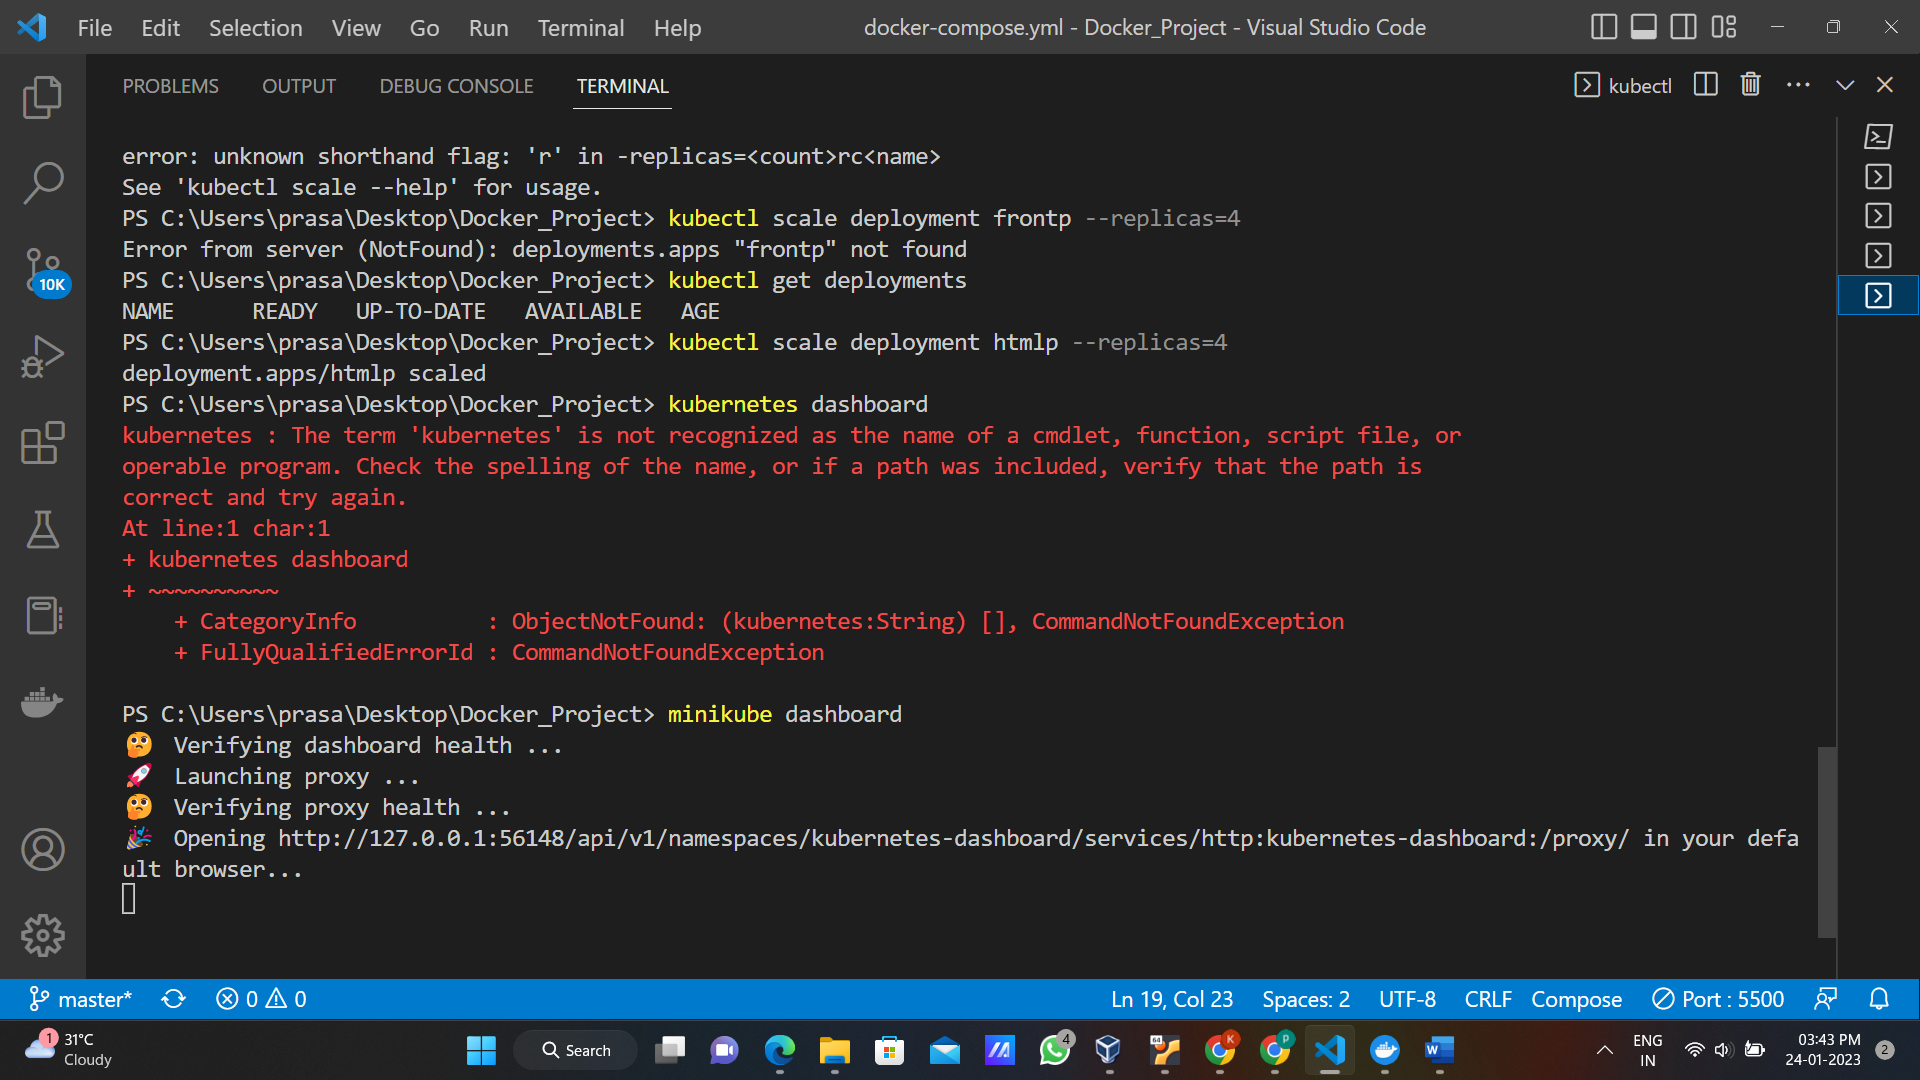 File Edit Selection View Go Run Terminal Help
docker-compose.yml - Docker_Project - Visual Studio Code
PROBLEMS OUTPUT DEBUG CONSOLE TERMINAL
kubectl
error: unknown shorthand flag: 'r' in -replicas=<count>rc<name>
See 'kubectl scale --help' for usage.
PS C:\Users\prasa\Desktop\Docker_Project> kubectl scale deployment frontp --replicas=4
Error from server (NotFound): deployments.apps "frontp" not found
PS C:\Users\prasa\Desktop\Docker_Project> kubectl get deployments
NAME      READY   UP-TO-DATE   AVAILABLE   AGE
PS C:\Users\prasa\Desktop\Docker_Project> kubectl scale deployment htmlp --replicas=4
deployment.apps/htmlp scaled
PS C:\Users\prasa\Desktop\Docker_Project> kubernetes dashboard
kubernetes : The term 'kubernetes' is not recognized as the name of a cmdlet, function, script file, or
operable program. Check the spelling of the name, or if a path was included, verify that the path is
correct and try again.
At line:1 char:1
+ kubernetes dashboard
+ ~~~~~~~~~~
    + CategoryInfo          : ObjectNotFound: (kubernetes:String) [], CommandNotFoundException
    + FullyQualifiedErrorId : CommandNotFoundException
PS C:\Users\prasa\Desktop\Docker_Project> minikube dashboard
Verifying dashboard health ...
Launching proxy ...
Verifying proxy health ...
Opening http://127.0.0.1:56148/api/v1/namespaces/kubernetes-dashboard/services/http:kubernetes-dashboard:/proxy/ in your defa
ult browser...
10K
master* 0 0
Ln 19, Col 23 Spaces: 2 UTF-8 CRLF Compose Port : 5500
1
31°C
Cloudy
Search
4
64
K
P
W
ENG
IN
03:43 PM
24-01-2023
2